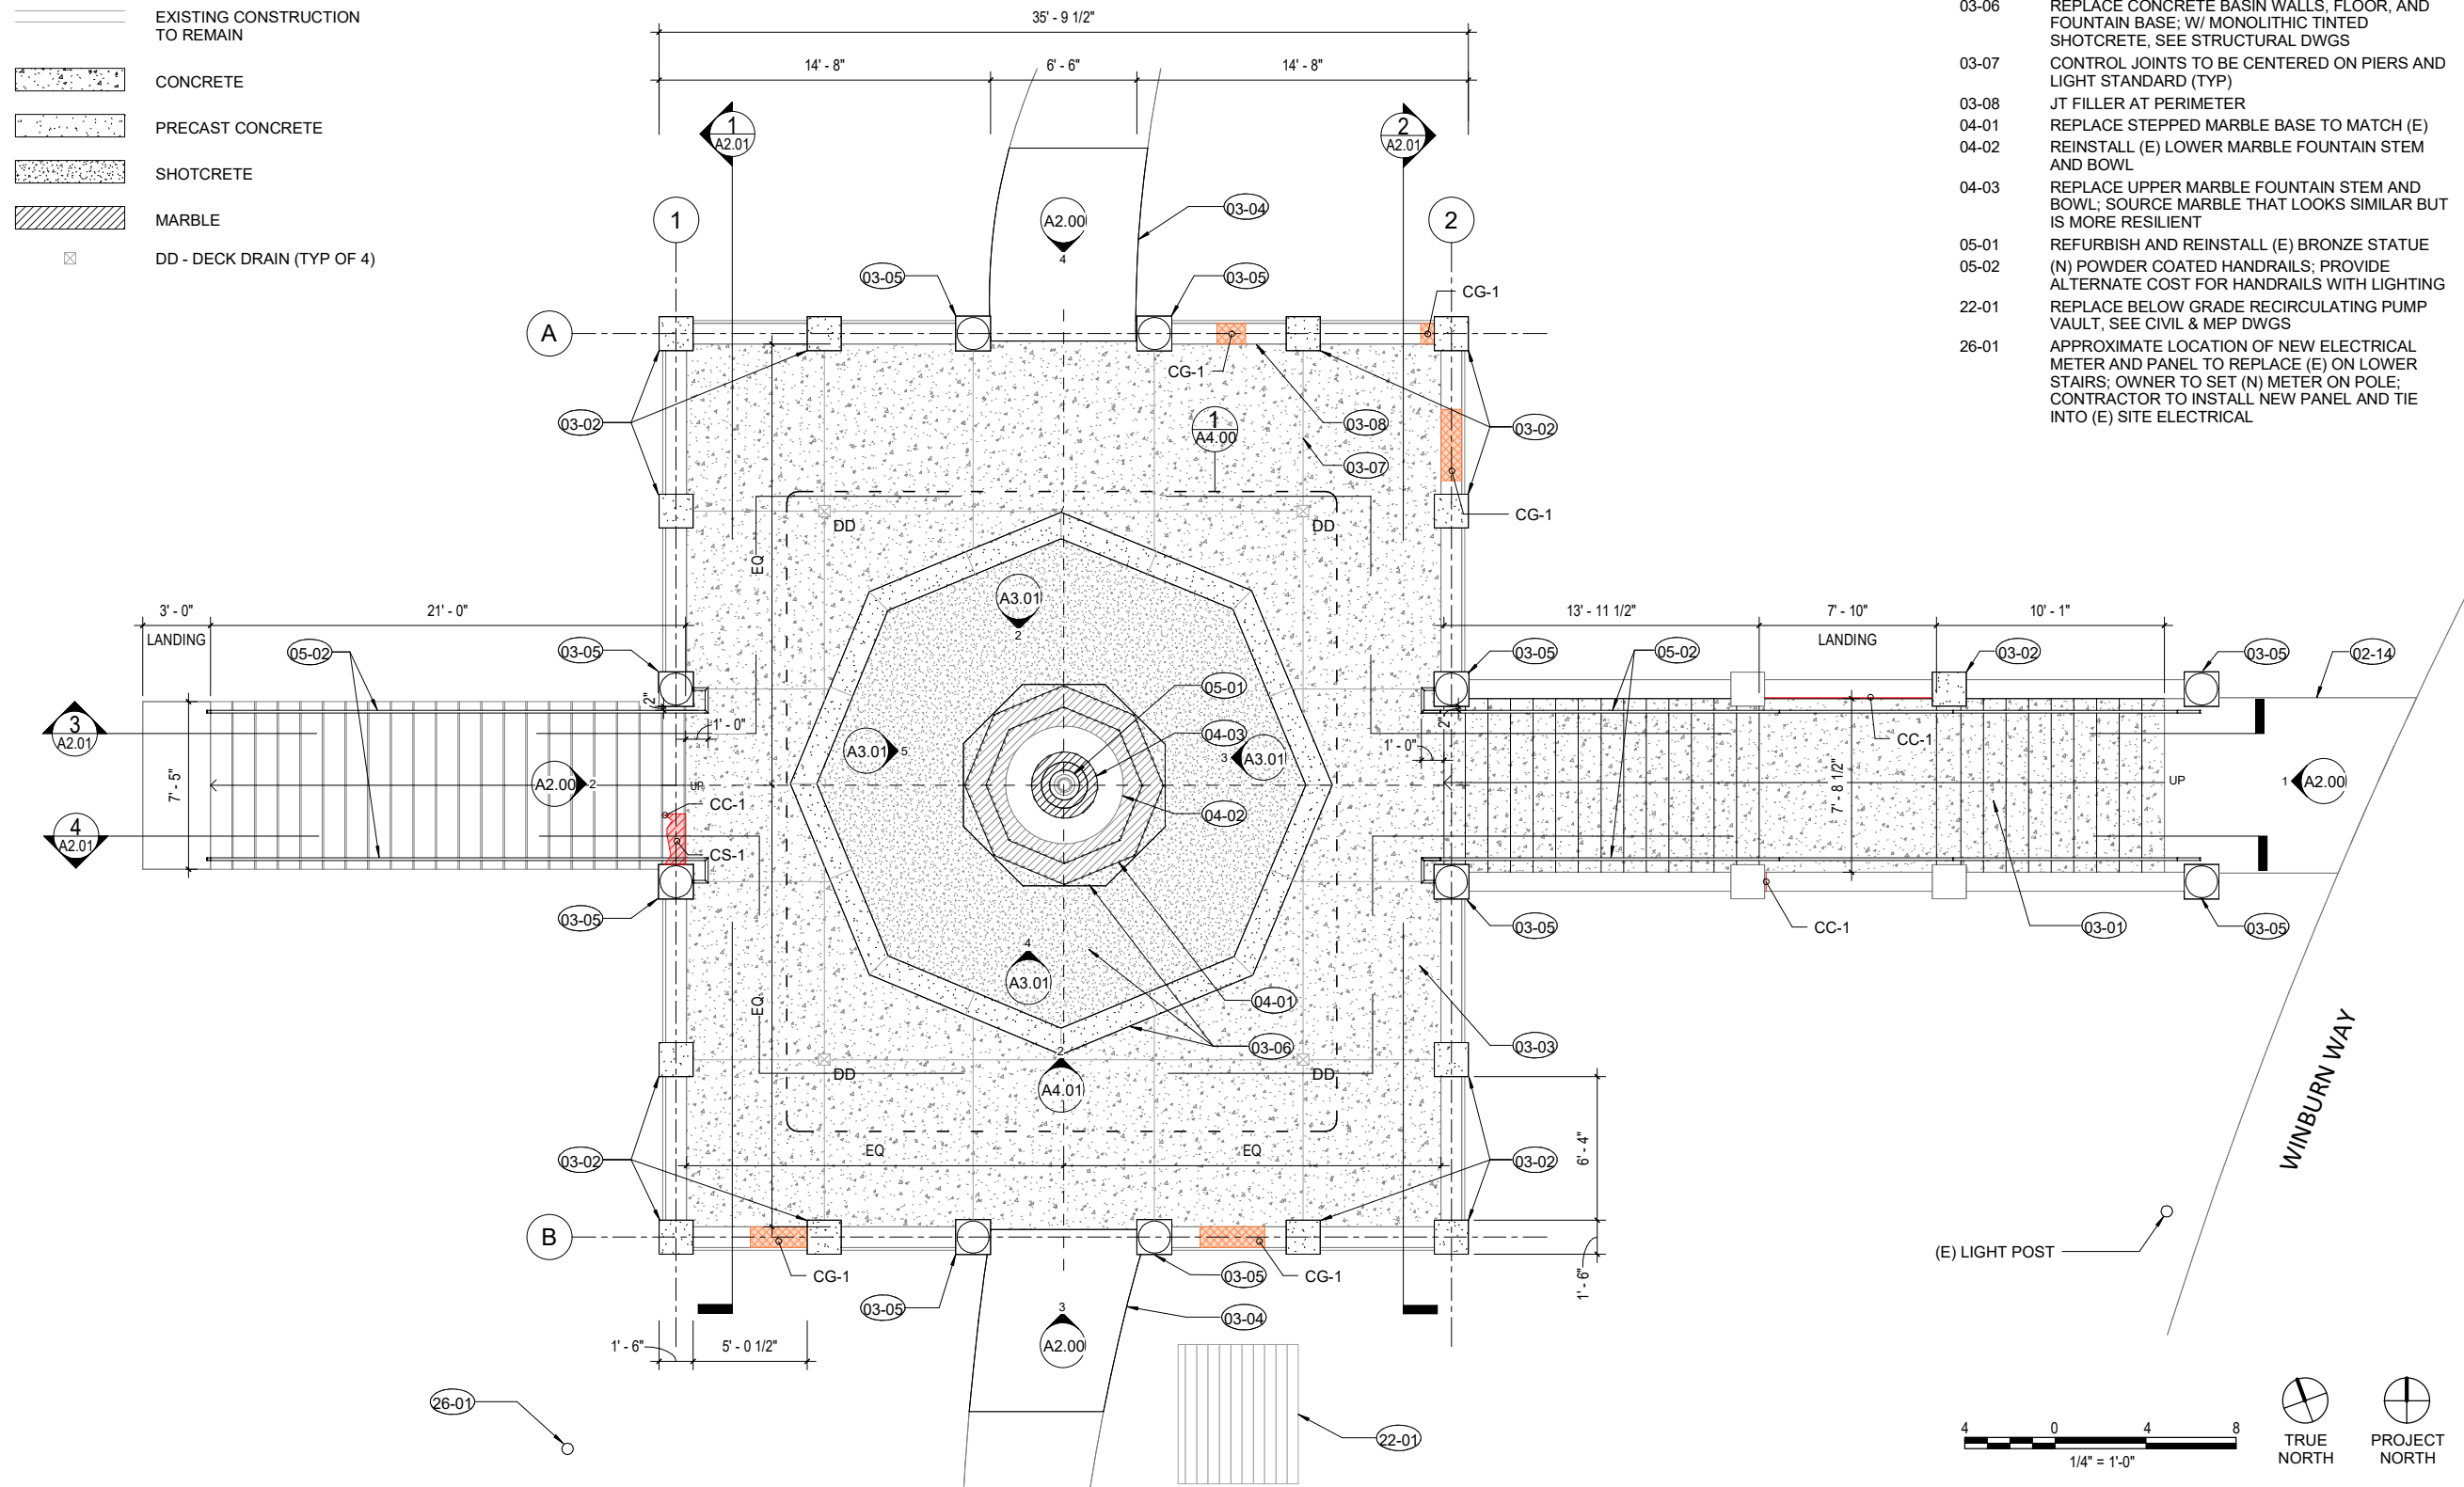 EXISTING CONSTRUCTION
TO REMAIN
CONCRETE
PRECAST CONCRETE
SHOTCRETE
MARBLE
DD - DECK DRAIN (TYP OF 4)
03-06 REPLACE CONCRETE BASIN WALLS, FLOOR, AND
FOUNTAIN BASE; W/ MONOLITHIC TINTED
SHOTCRETE, SEE STRUCTURAL DWGS
03-07 CONTROL JOINTS TO BE CENTERED ON PIERS AND
LIGHT STANDARD (TYP)
03-08 JT FILLER AT PERIMETER
04-01 REPLACE STEPPED MARBLE BASE TO MATCH (E)
04-02 REINSTALL (E) LOWER MARBLE FOUNTAIN STEM
AND BOWL
04-03 REPLACE UPPER MARBLE FOUNTAIN STEM AND
BOWL; SOURCE MARBLE THAT LOOKS SIMILAR BUT
IS MORE RESILIENT
05-01 REFURBISH AND REINSTALL (E) BRONZE STATUE
05-02 (N) POWDER COATED HANDRAILS; PROVIDE
ALTERNATE COST FOR HANDRAILS WITH LIGHTING
22-01 REPLACE BELOW GRADE RECIRCULATING PUMP
VAULT, SEE CIVIL & MEP DWGS
26-01 APPROXIMATE LOCATION OF NEW ELECTRICAL
METER AND PANEL TO REPLACE (E) ON LOWER
STAIRS; OWNER TO SET (N) METER ON POLE;
CONTRACTOR TO INSTALL NEW PANEL AND TIE
INTO (E) SITE ELECTRICAL
35' - 9 1/2"
14' - 8" 6' - 6" 14' - 8"
1
A2.01
2
A2.01
1
A2.00
4
03-04
2
03-05
03-05
CG-1
A
CG-1
03-02
1
A4.00
03-08
03-02
03-07
CG-1
DD
DD
EQ
A3.01
2
3' - 0" 21' - 0"
LANDING
05-02
03-05
13' - 11 1/2" 7' - 10" 10' - 1"
LANDING
03-05
05-02
03-02
03-05
02-14
05-01
2"
1' - 0"
04-03
3
A2.01
A3.01 5
3 A3.01
2"
1' - 0"
CC-1
7' - 5"
A2.00 2
UP
7' - 8 1/2"
UP
1 A2.00
CC-1
04-02
4
A2.01
CS-1
03-05
03-05
CC-1
03-01
03-05
4
A3.01
04-01
EQ
03-06
03-03
2
A4.01
DD
DD
WINBURN WAY
EQ
EQ
03-02
03-02
6' - 4"
B
1' - 6"
(E) LIGHT POST
CG-1
03-05
CG-1
03-05
3
A2.00
03-04
1' - 6" 5' - 0 1/2"
26-01
22-01
4 0 4 8
1/4" = 1'-0"
TRUE
NORTH
PROJECT
NORTH